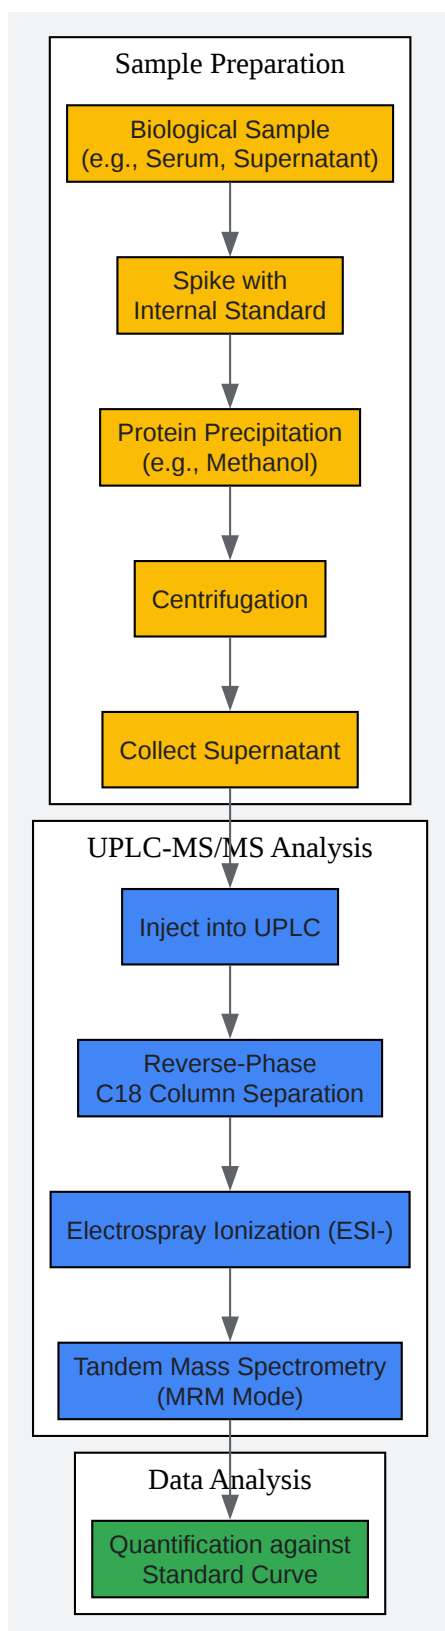 Sample Preparation
Biological Sample
(e.g., Serum, Supernatant)
Spike with
Internal Standard
Protein Precipitation
(e.g., Methanol)
Centrifugation
Collect Supernatant
UPLC-MS/MS Analysis
Inject into UPLC
Reverse-Phase
C18 Column Separation
Electrospray Ionization (ESI-)
Tandem Mass Spectrometry
(MRM Mode)
Data Analysis
Quantification against
Standard Curve